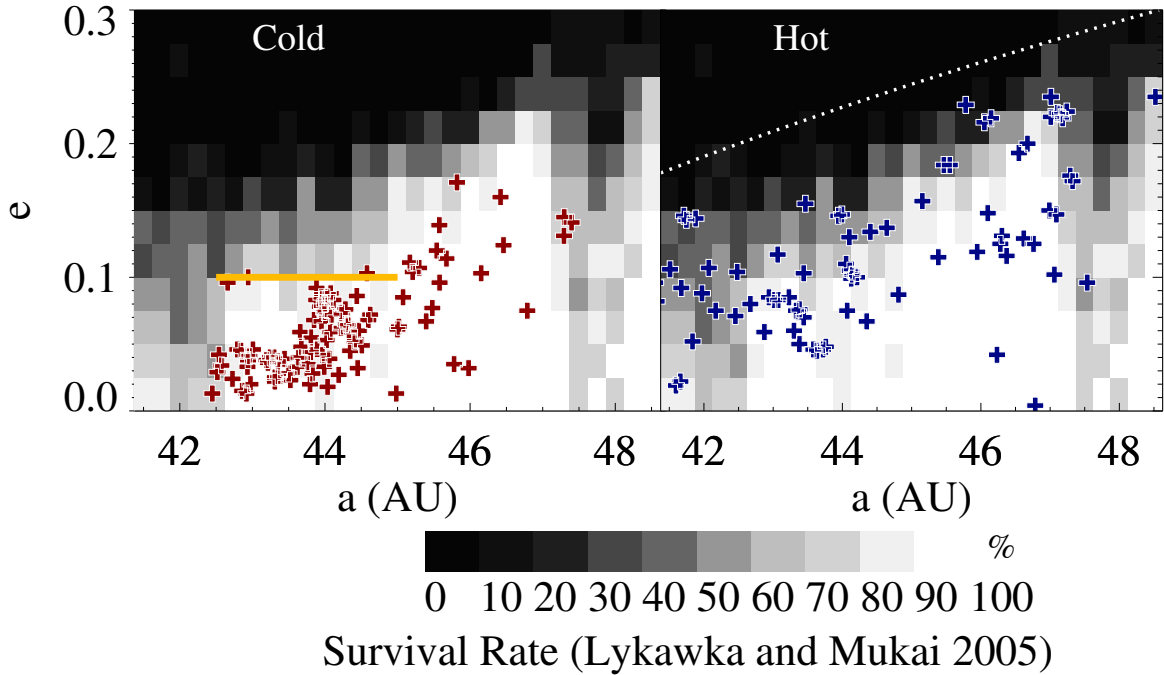 0.3
Cold
Hot
0.2
e
0.1
0.0
42 44 46 48 42 44 46 48
a (AU) a (AU)
%
0 10 20 30 40 50 60 70 80 90 100
Survival Rate (Lykawka and Mukai 2005)